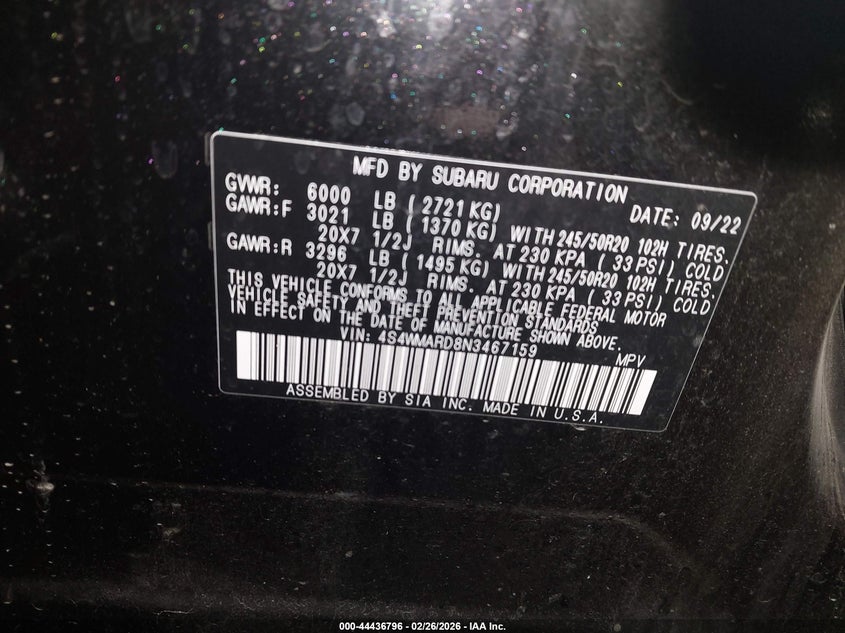 MFD BY SUBARU CORPORATION
GVWR: 6000 LB (2721 KG) DATE: 09/22
GAWR:F 3021 LB (1370 KG) WITH 245/50R20 102H TIRES.
20X7 1/2J RIMS. AT 230 KPA (33 PSI) COLD
GAWR:R 3296 LB (1495 KG) WITH 245/50R20 102H TIRES.
20X7 1/2J RIMS. AT 230 KPA (33 PSI) COLD
THIS VEHICLE CONFORMS TO ALL APPLICABLE FEDERAL MOTOR
VEHICLE SAFETY AND THEFT PREVENTION STANDARDS
IN EFFECT ON THE DATE OF MANUFACTURE SHOWN ABOVE.
VIN: 4S4WMARD8N3467159 MPV
ASSEMBLED BY SIA INC. MADE IN U.S.A.
000-44436796 - 02/26/2026 - IAA Inc.